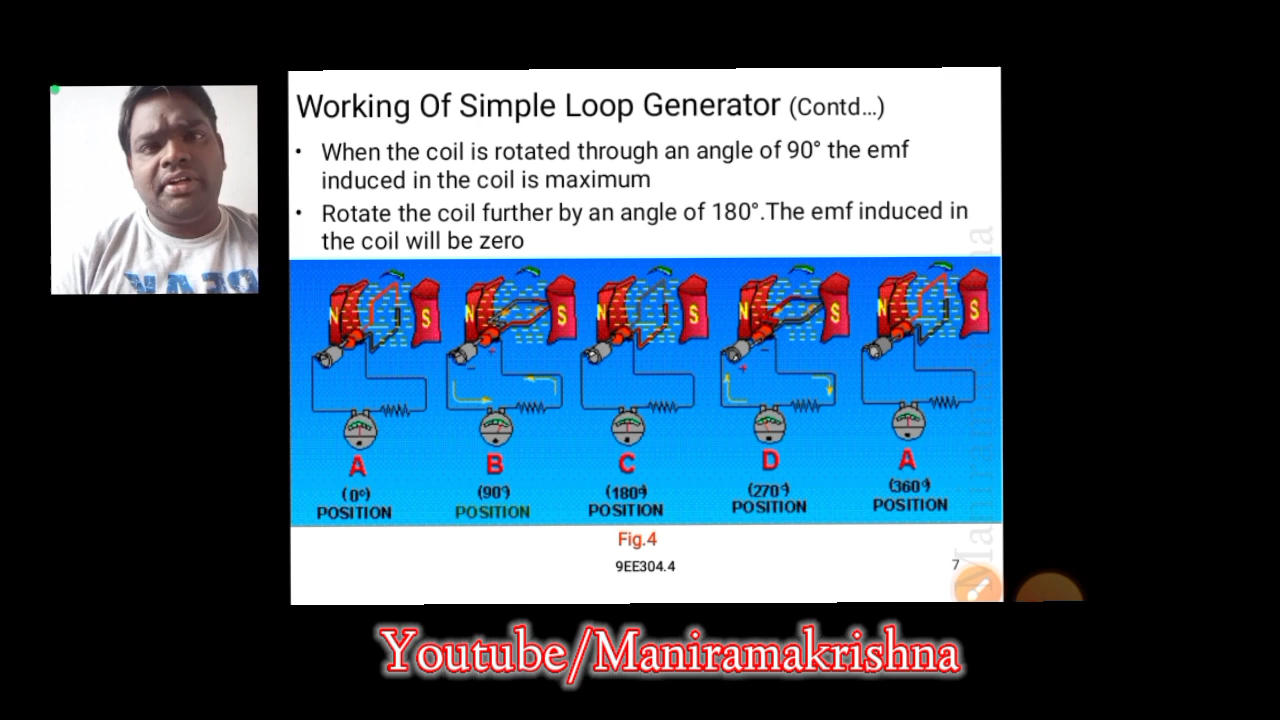 Working Of Simple Loop Generator (Contd...)
• When the coil is rotated through an angle of 90° the emf
induced in the coil is maximum
• Rotate the coil further by an angle of 180°.The emf induced in
the coil will be zero
N S N S N S N S N S
+ − − +
A B C D A
(0°) (90°) (180°) (270°) (360°)
POSITION POSITION POSITION POSITION POSITION
Fig.4
9EE304.4 7
Youtube/Maniramakrishna